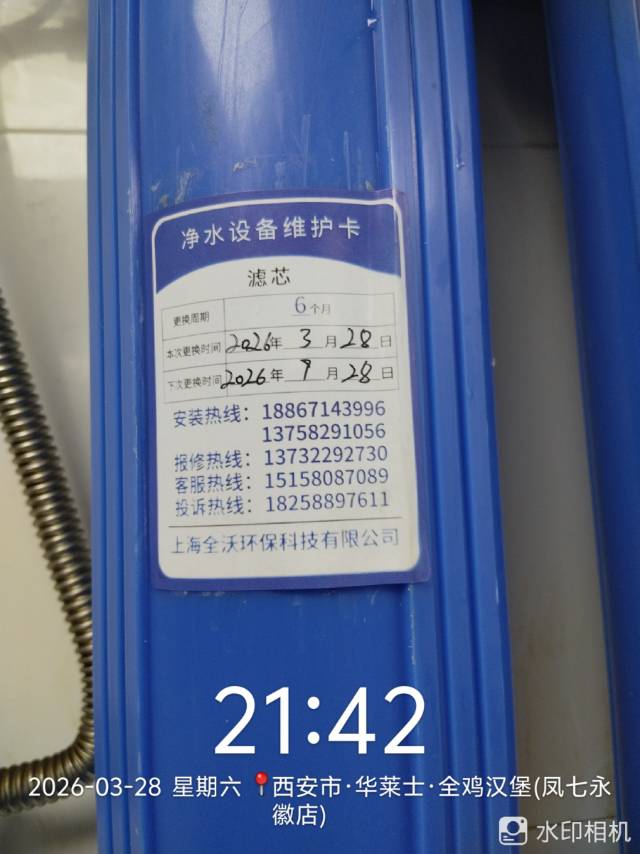 净水设备维护卡
滤芯
更换周期 6个月
本次更换时间 2026年 3 月 28 日
下次更换时间 2026年 9 月 28 日
安装热线：18867143996
13758291056
报修热线：13732292730
客服热线：15158087089
投诉热线：18258897611
上海全沃环保科技有限公司
21:42
2026-03-28 星期六 📍西安市·华莱士·全鸡汉堡(凤七永
徽店)
水印相机